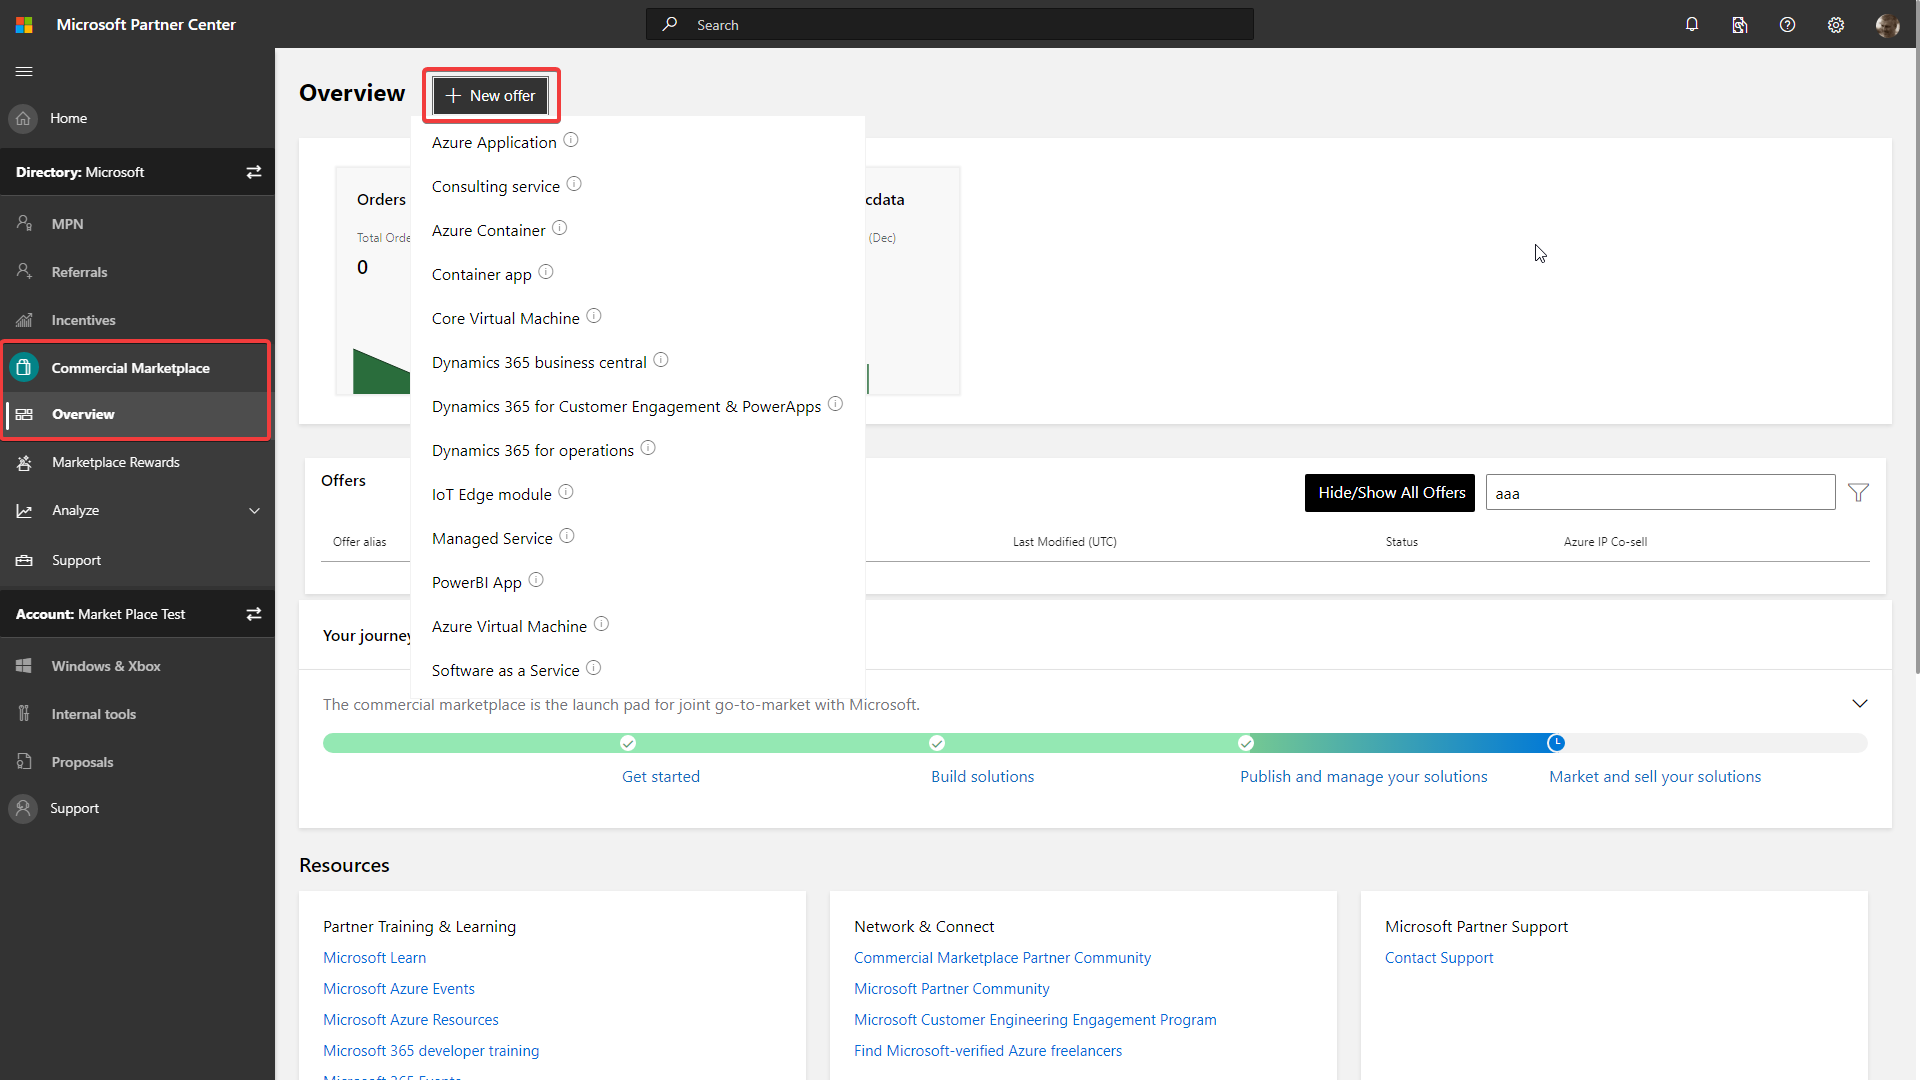 Microsoft Partner Center
Search
Home
Directory: Microsoft
MPN
Referrals
Incentives
Commercial Marketplace
Overview
Marketplace Rewards
Analyze
Support
Account: Market Place Test
Windows & Xbox
Internal tools
Proposals
Support
Overview
New offer
Azure Application
Consulting service
Azure Container
Container app
Core Virtual Machine
Dynamics 365 business central
Dynamics 365 for Customer Engagement & PowerApps
Dynamics 365 for operations
IoT Edge module
Managed Service
PowerBI App
Azure Virtual Machine
Software as a Service
Orders
Total Orde
0
cdata
(Dec)
Offers
Hide/Show All Offers
aaa
Offer alias
Last Modified (UTC)
Status
Azure IP Co-sell
Your journey
The commercial marketplace is the launch pad for joint go-to-market with Microsoft.
Get started
Build solutions
Publish and manage your solutions
Market and sell your solutions
Resources
Partner Training & Learning
Microsoft Learn
Microsoft Azure Events
Microsoft Azure Resources
Microsoft 365 developer training
Microsoft 365 Events
Network & Connect
Commercial Marketplace Partner Community
Microsoft Partner Community
Microsoft Customer Engineering Engagement Program
Find Microsoft-verified Azure freelancers
Microsoft Partner Support
Contact Support